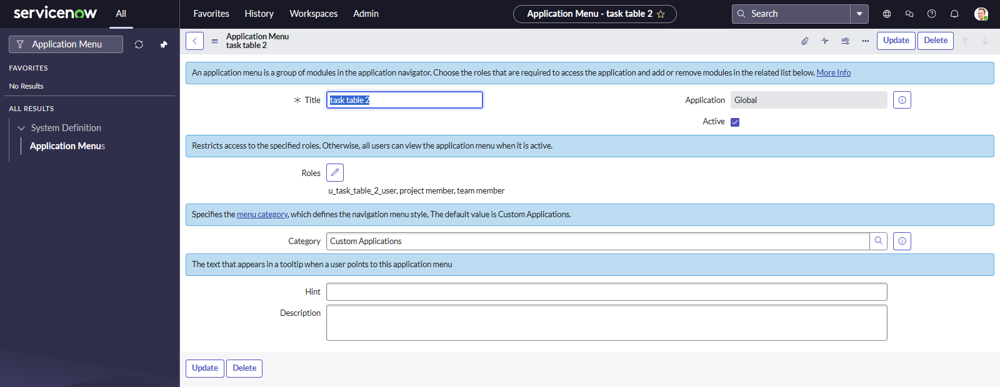 servicenow
All
Favorites
History
Workspaces
Admin
Application Menu - task table 2
Search
Application Menu
FAVORITES
No Results
ALL RESULTS
System Definition
Application Menus
Application Menu
task table 2
Update
Delete
An application menu is a group of modules in the application navigator. Choose the roles that are required to access the application and add or remove modules in the related list below. More Info
Title
task table 2
Application
Global
Active
Restricts access to the specified roles. Otherwise, all users can view the application menu when it is active.
Roles
u_task_table_2_user, project member, team member
Specifies the menu category, which defines the navigation menu style. The default value is Custom Applications.
Category
Custom Applications
The text that appears in a tooltip when a user points to this application menu
Hint
Description
Update
Delete